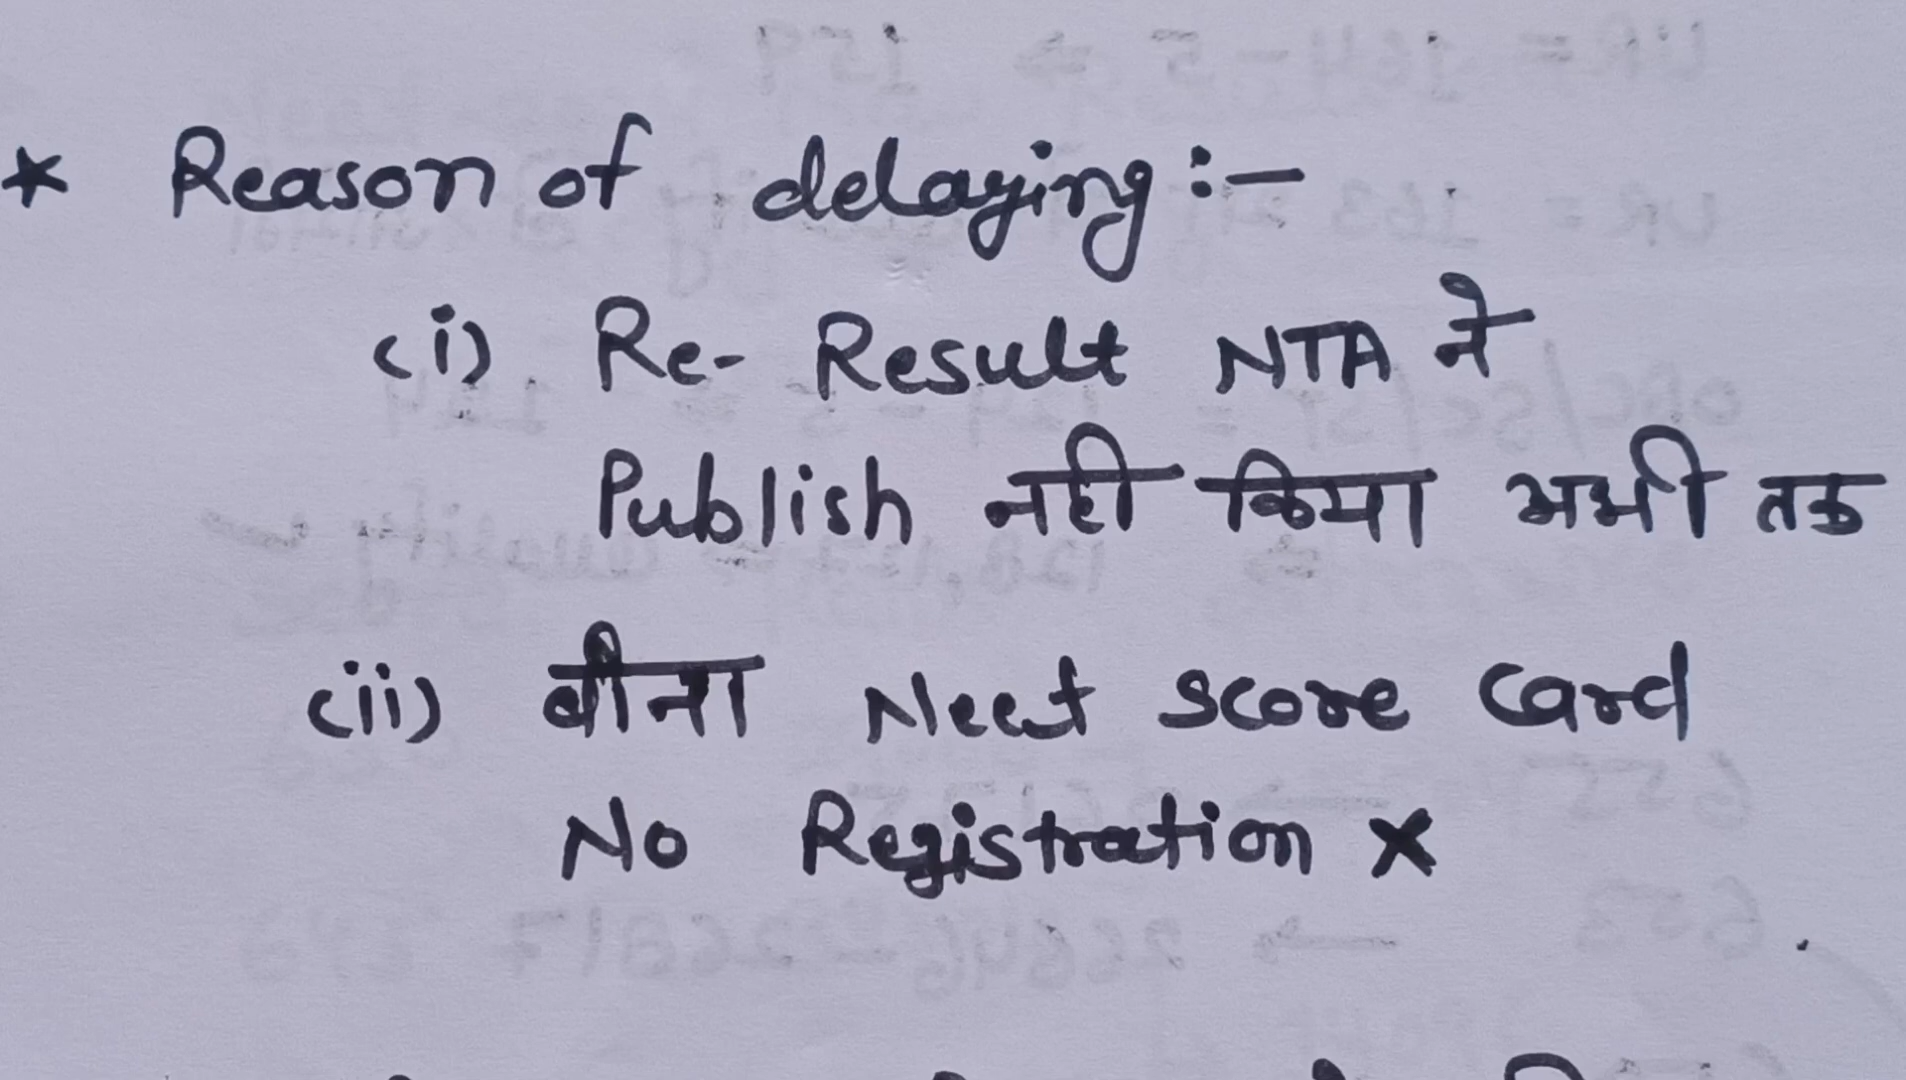 * Reason of delaying :-
(i) Re- Result NTA ने
Publish नही किया अभी तक
(ii) बीना Neet score card
No Registration ×